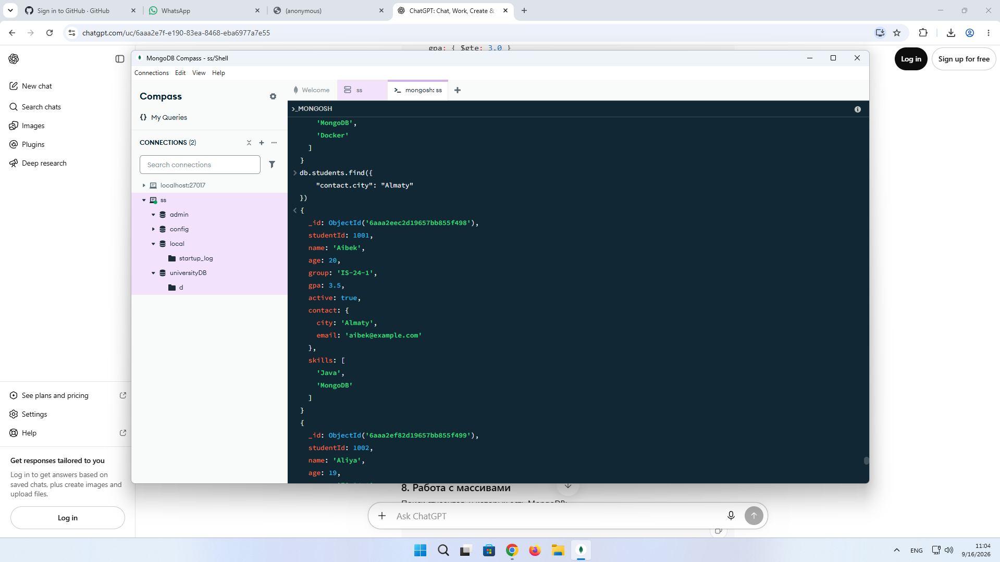 Sign in to GitHub · GitHub
WhatsApp
(anonymous)
ChatGPT: Chat, Work, Create &
chatgpt.com/uc/6aaa2e7f-e190-83ea-8468-eba6977a7e55
gpa: { $gte: 3.0 }
Log in
Sign up for free
New chat
Search chats
Images
Plugins
Deep research
See plans and pricing
Settings
Help
Get responses tailored to you
Log in to get answers based on
saved chats, plus create images and
upload files.
Log in
MongoDB Compass - ss/Shell
Connections Edit View Help
Compass
{} My Queries
CONNECTIONS (2)
Search connections
localhost:27017
ss
admin
config
local
startup_log
universityDB
d
Welcome
ss
>_ mongosh: ss
>_MONGOSH
'MongoDB',
'Docker'
]
}
> db.students.find({
"contact.city": "Almaty"
})
< {
_id: ObjectId('6aaa2eec2d19657bb855f498'),
studentId: 1001,
name: 'Aibek',
age: 20,
group: 'IS-24-1',
gpa: 3.5,
active: true,
contact: {
city: 'Almaty',
email: 'aibek@example.com'
},
skills: [
'Java',
'MongoDB'
]
}
{
_id: ObjectId('6aaa2ef82d19657bb855f499'),
studentId: 1002,
name: 'Aliya',
age: 19,
8. Работа с массивами
Ask ChatGPT
ENG
11:04
9/16/2026